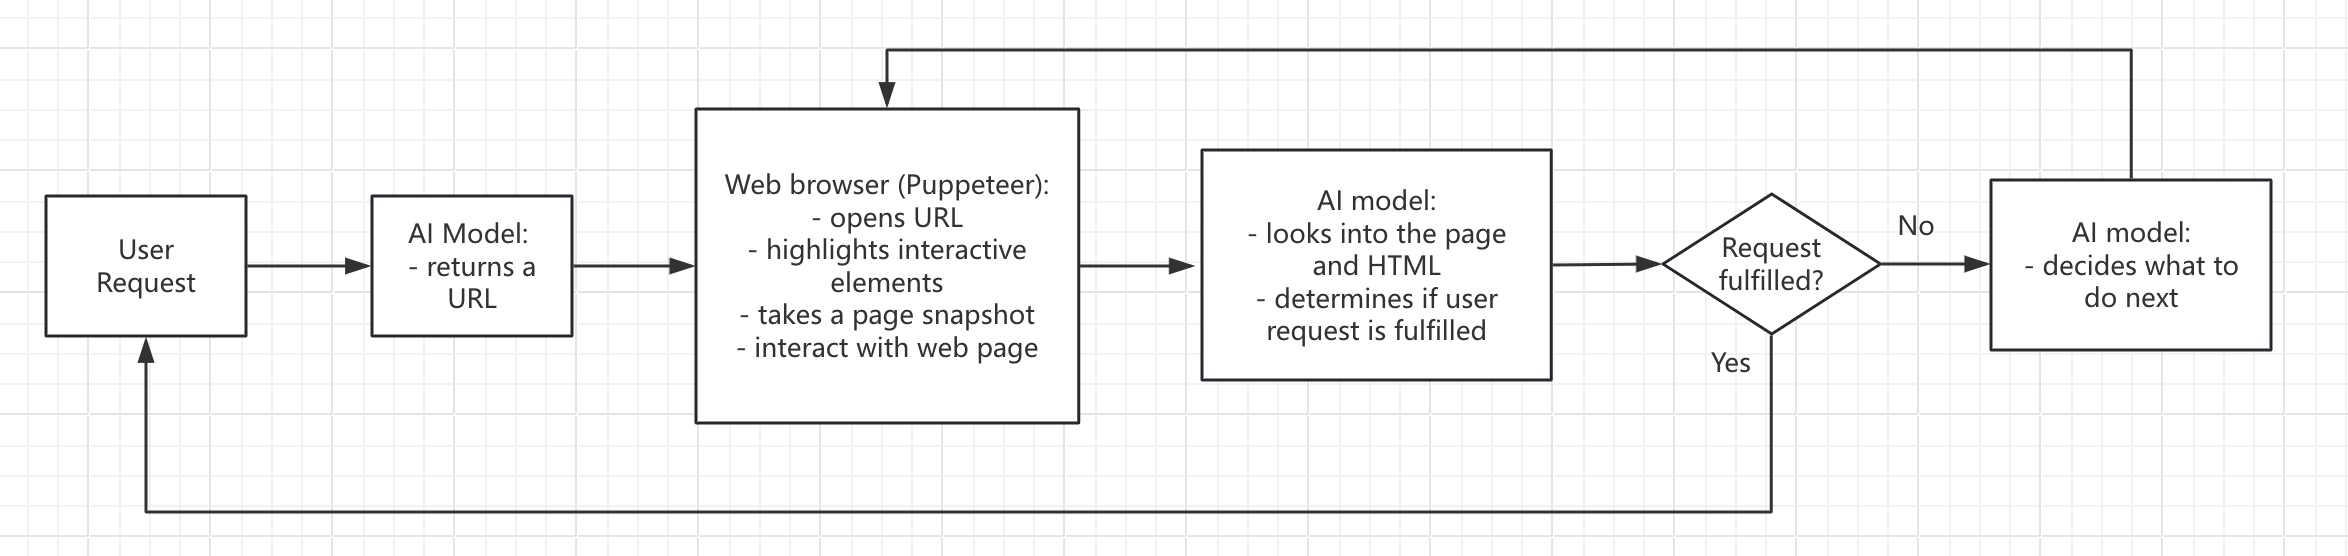 User
Request
AI Model:
- returns a
URL
Web browser (Puppeteer):
- opens URL
- highlights interactive
elements
- takes a page snapshot
- interact with web page
AI model:
- looks into the page
and HTML
- determines if user
request is fulfilled
Request
fulfilled?
Yes
No
AI model:
- decides what to
do next